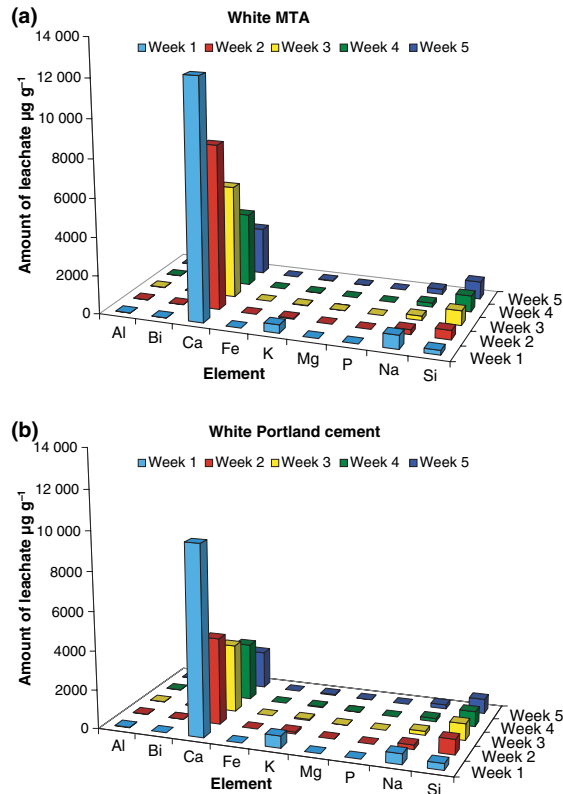 (a)
White MTA
Week 1 Week 2 Week 3 Week 4 Week 5
Amount of leachate µg g⁻¹
14 000
12 000
10 000
8000
6000
4000
2000
0
Al Bi Ca Fe K Mg P Na Si
Element
Week 5
Week 4
Week 3
Week 2
Week 1
(b)
White Portland cement
Week 1 Week 2 Week 3 Week 4 Week 5
Amount of leachate µg g⁻¹
14 000
12 000
10 000
8000
6000
4000
2000
0
Al Bi Ca Fe K Mg P Na Si
Element
Week 5
Week 4
Week 3
Week 2
Week 1